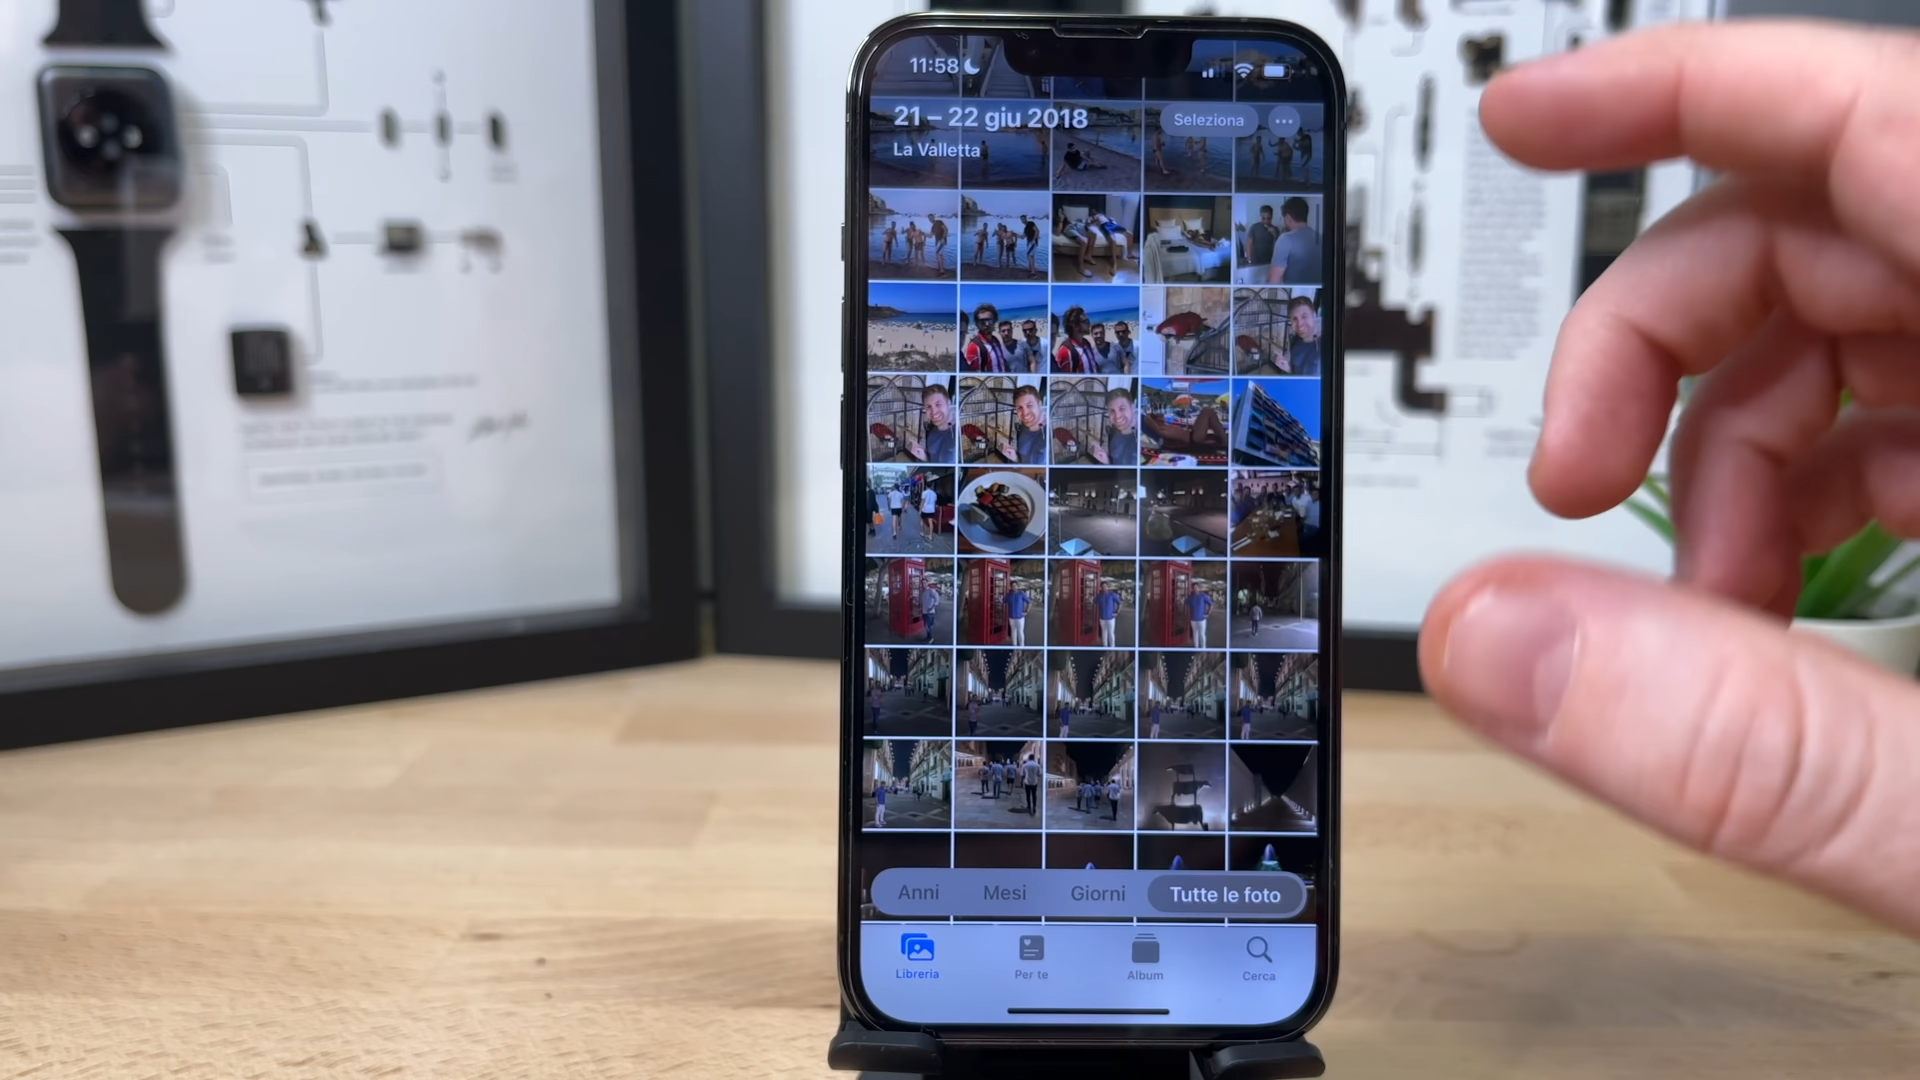 11:58
21 – 22 giu 2018
Seleziona
La Valletta
Anni
Mesi
Giorni
Tutte le foto
Libreria
Per te
Album
Cerca